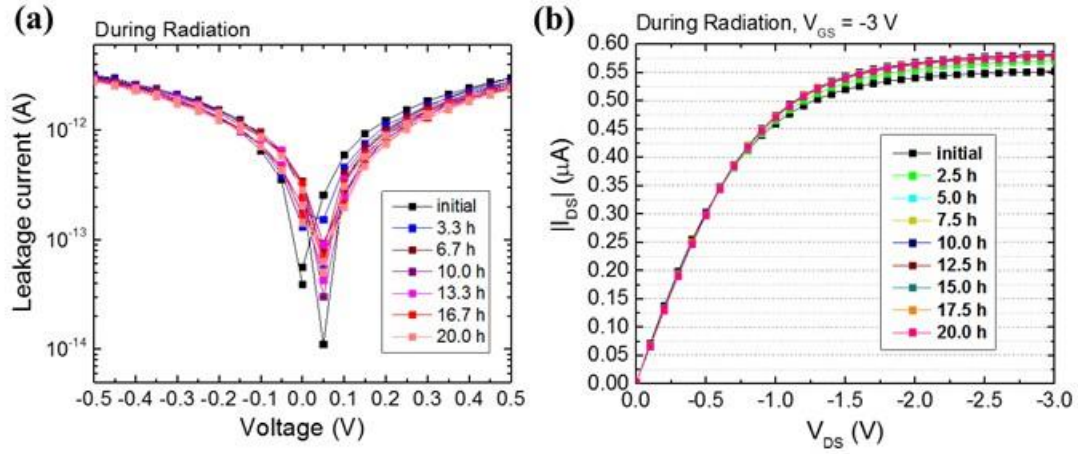 (a)
During Radiation
Leakage current (A)
10⁻¹²
10⁻¹³
10⁻¹⁴
initial
3.3 h
6.7 h
10.0 h
13.3 h
16.7 h
20.0 h
-0.5 -0.4 -0.3 -0.2 -0.1 0.0 0.1 0.2 0.3 0.4 0.5
Voltage (V)
(b)
During Radiation, V_GS = -3 V
|I_DS| (μA)
0.60
0.55
0.50
0.45
0.40
0.35
0.30
0.25
0.20
0.15
0.10
0.05
0.00
initial
2.5 h
5.0 h
7.5 h
10.0 h
12.5 h
15.0 h
17.5 h
20.0 h
0.0 -0.5 -1.0 -1.5 -2.0 -2.5 -3.0
V_DS (V)